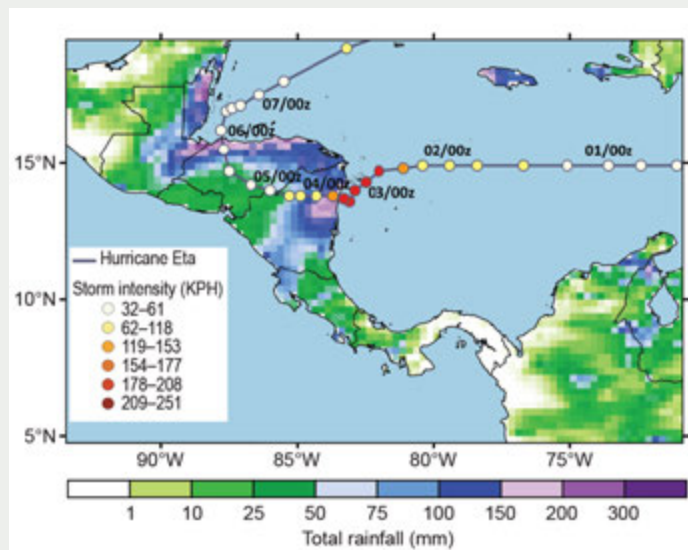 07/00z
06/00z
02/00z
01/00z
15°N
05/00z
04/00z
03/00z
Hurricane Eta
Storm intensity (KPH)
32–61
62–118
119–153
154–177
178–208
209–251
10°N
5°N
90°W 85°W 80°W 75°W
1 10 25 50 75 100 150 200 300
Total rainfall (mm)